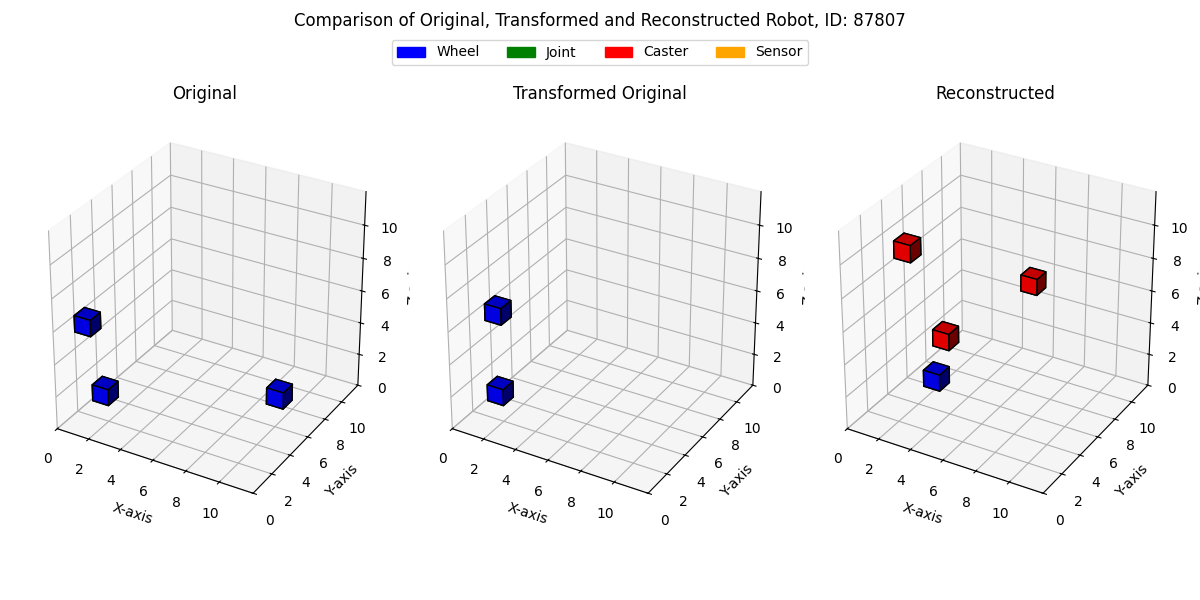 Comparison of Original, Transformed and Reconstructed Robot, ID: 87807
Wheel Joint Caster Sensor
Original
Transformed Original
Reconstructed
0 2 4 6 8 10
X-axis
0 2 4 6 8 10
Y-axis
0 2 4 6 8 10
0 2 4 6 8 10
X-axis
0 2 4 6 8 10
Y-axis
0 2 4 6 8 10
0 2 4 6 8 10
X-axis
0 2 4 6 8 10
Y-axis
0 2 4 6 8 10